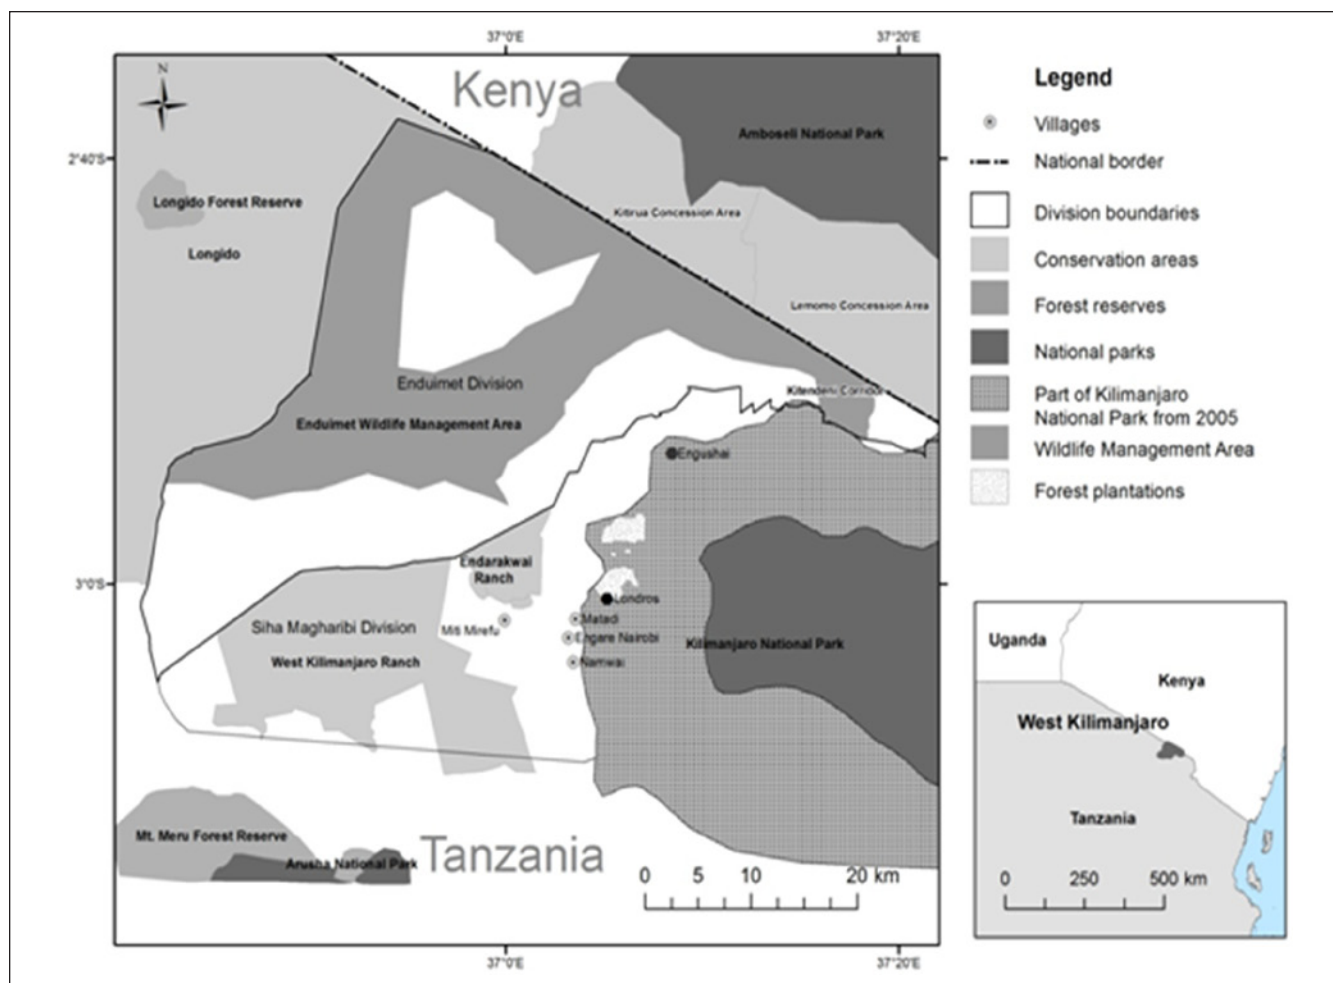 37°0'E
37°20'E
N
Kenya
Amboseli National Park
2°40'S
Longido Forest Reserve
Kitirua Concession Area
Longido
Lemomo Concession Area
Enduimet Division
Kitendeni Corridor
Enduimet Wildlife Management Area
Engushai
Endarakwai
Ranch
3°0'S
Londros
Matadi
Siha Magharibi Division
Miti Mirefu
Engare Nairobi
Kilimanjaro National Park
West Kilimanjaro Ranch
Namwai
Mt. Meru Forest Reserve
Arusha National Park
Tanzania
0 5 10 20 km
37°0'E
37°20'E
Legend
Villages
National border
Division boundaries
Conservation areas
Forest reserves
National parks
Part of Kilimanjaro
National Park from 2005
Wildlife Management Area
Forest plantations
Uganda
Kenya
West Kilimanjaro
Tanzania
0 250 500 km